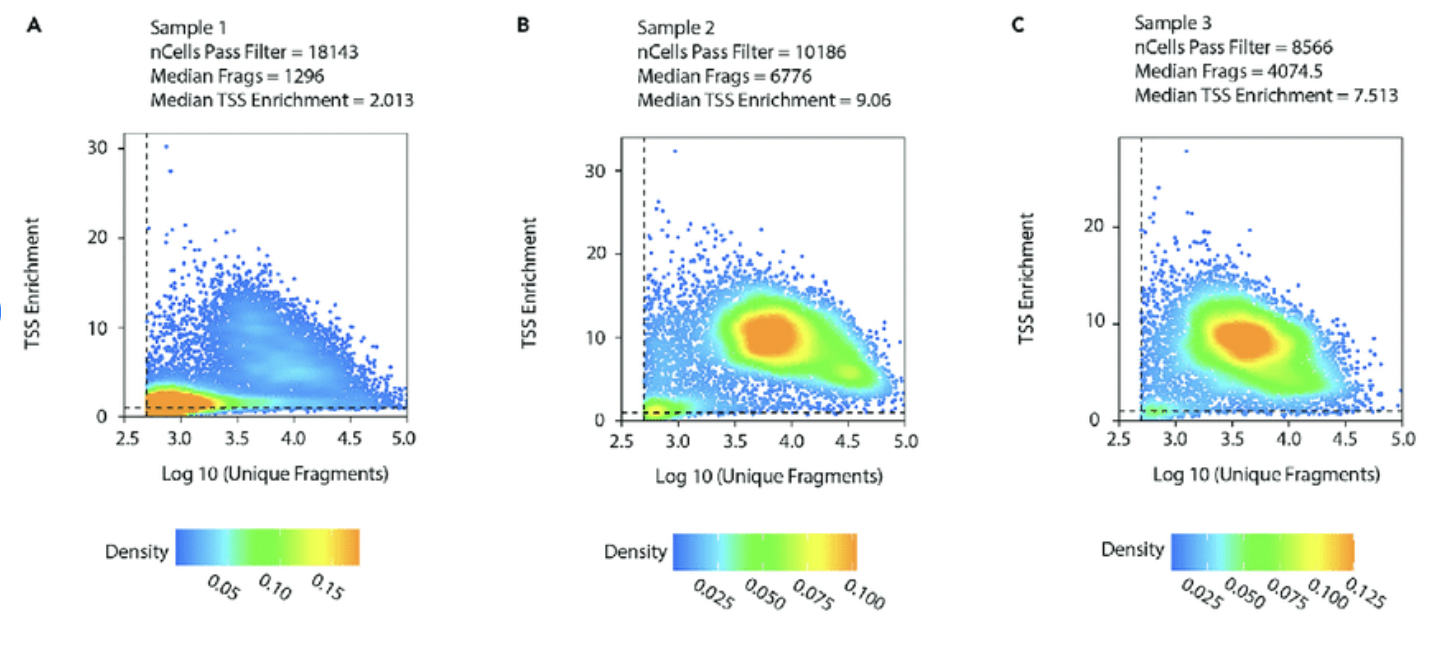 A
Sample 1
nCells Pass Filter = 18143
Median Frags = 1296
Median TSS Enrichment = 2.013
30
20
10
0
TSS Enrichment
2.5 3.0 3.5 4.0 4.5 5.0
Log 10 (Unique Fragments)
Density
0.05 0.10 0.15
B
Sample 2
nCells Pass Filter = 10186
Median Frags = 6776
Median TSS Enrichment = 9.06
30
20
10
0
TSS Enrichment
2.5 3.0 3.5 4.0 4.5 5.0
Log 10 (Unique Fragments)
Density
0.025 0.050 0.075 0.100
C
Sample 3
nCells Pass Filter = 8566
Median Frags = 4074.5
Median TSS Enrichment = 7.513
20
10
0
TSS Enrichment
2.5 3.0 3.5 4.0 4.5 5.0
Log 10 (Unique Fragments)
Density
0.025 0.050 0.075 0.100 0.125